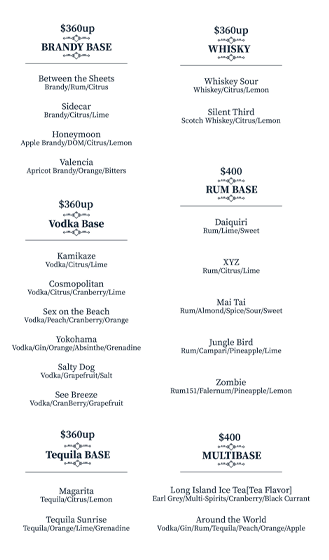 $360up
BRANDY BASE
Between the Sheets
Brandy/Rum/Citrus
Sidecar
Brandy/Citrus/Lime
Honeymoon
Apple Brandy/DOM/Citrus/Lemon
Valencia
Apricot Brandy/Orange/Bitters
$360up
Vodka Base
Kamikaze
Vodka/Citrus/Lime
Cosmopolitan
Vodka/Citrus/Cranberry/Lime
Sex on the Beach
Vodka/Peach/Cranberry/Orange
Yokohama
Vodka/Gin/Orange/Absinthe/Grenadine
Salty Dog
Vodka/Grapefruit/Salt
See Breeze
Vodka/CranBerry/Grapefruit
$360up
Tequila BASE
Magarita
Tequila/Citrus/Lemon
Tequila Sunrise
Tequila/Orange/Lime/Grenadine
$360up
WHISKY
Whiskey Sour
Whiskey/Citrus/Lemon
Silent Third
Scotch Whiskey/Citrus/Lemon
$400
RUM BASE
Daiquiri
Rum/Lime/Sweet
XYZ
Rum/Citrus/Lime
Mai Tai
Rum/Almond/Spice/Sour/Sweet
Jungle Bird
Rum/Campari/Pineapple/Lime
Zombie
Rum151/Falernum/Pineapple/Lemon
$400
MULTIBASE
Long Island Ice Tea[Tea Flavor]
Earl Grey/Multi-Spirits/Cranberry/Black Currant
Around the World
Vodka/Gin/Rum/Tequila/Peach/Orange/Apple